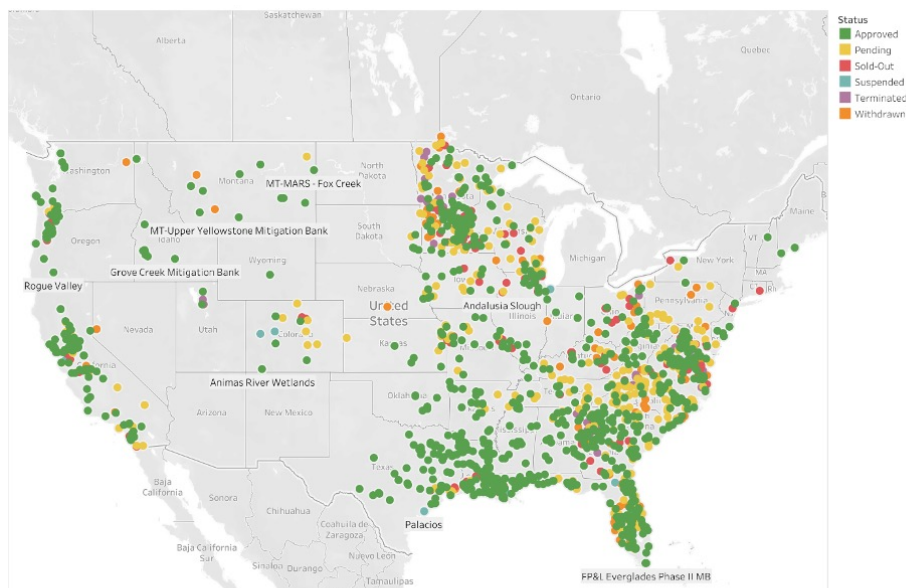 Saskatchewan
Alberta
Quebec
Ontario
Status
Approved
Pending
Sold-Out
Suspended
Terminated
Withdrawn
Washington
Montana
North
Dakota
MT-MARS - Fox Creek
Maine
Oregon
Idaho
MT-Upper Yellowstone Mitigation Bank
South
Dakota
Michigan
VT
New York
MA
Rogue Valley
Grove Creek Mitigation Bank
Wyoming
Nebraska
Andalusia Slough
Illinois
Pennsylvania
Nevada
Utah
Colorado
United
States
Kansas
California
Animas River Wetlands
Arizona
New Mexico
Oklahoma
Texas
Baja
California
Sonora
Chihuahua
Coahuila de
Zaragoza
Palacios
Baja California
Sur
Sinaloa
Durango
Nuevo Leon
Tamaulipas
FP&L Everglades Phase II MB